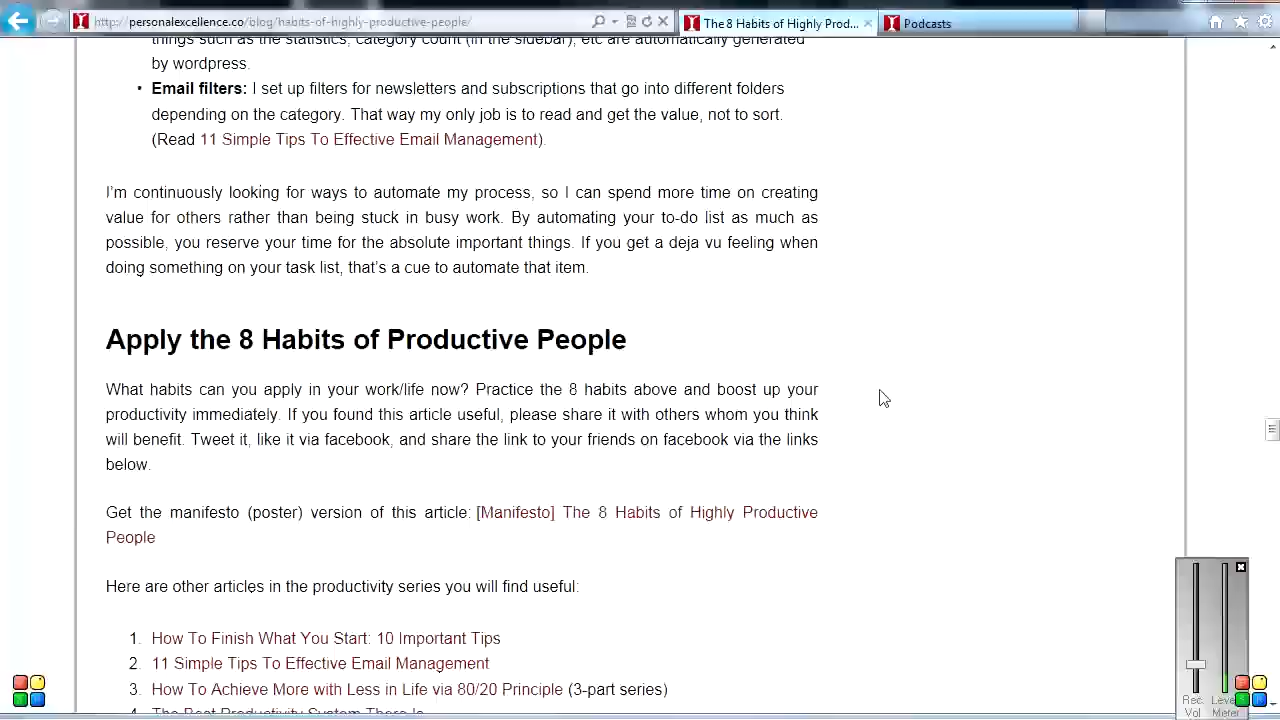 http://personalexcellence.co/blog/habits-of-highly-productive-people/
The 8 Habits of Highly Prod...
Podcasts
things such as the statistics, category count (in the sidebar), etc are automatically generated
by wordpress.
• Email filters: I set up filters for newsletters and subscriptions that go into different folders
depending on the category. That way my only job is to read and get the value, not to sort.
(Read 11 Simple Tips To Effective Email Management).
I'm continuously looking for ways to automate my process, so I can spend more time on creating
value for others rather than being stuck in busy work. By automating your to-do list as much as
possible, you reserve your time for the absolute important things. If you get a deja vu feeling when
doing something on your task list, that's a cue to automate that item.
Apply the 8 Habits of Productive People
What habits can you apply in your work/life now? Practice the 8 habits above and boost up your
productivity immediately. If you found this article useful, please share it with others whom you think
will benefit. Tweet it, like it via facebook, and share the link to your friends on facebook via the links
below.
Get the manifesto (poster) version of this article: [Manifesto] The 8 Habits of Highly Productive
People
Here are other articles in the productivity series you will find useful:
1. How To Finish What You Start: 10 Important Tips
2. 11 Simple Tips To Effective Email Management
3. How To Achieve More with Less in Life via 80/20 Principle (3-part series)
4. The Best Productivity System There Is
Rec. Vol
Level Meter